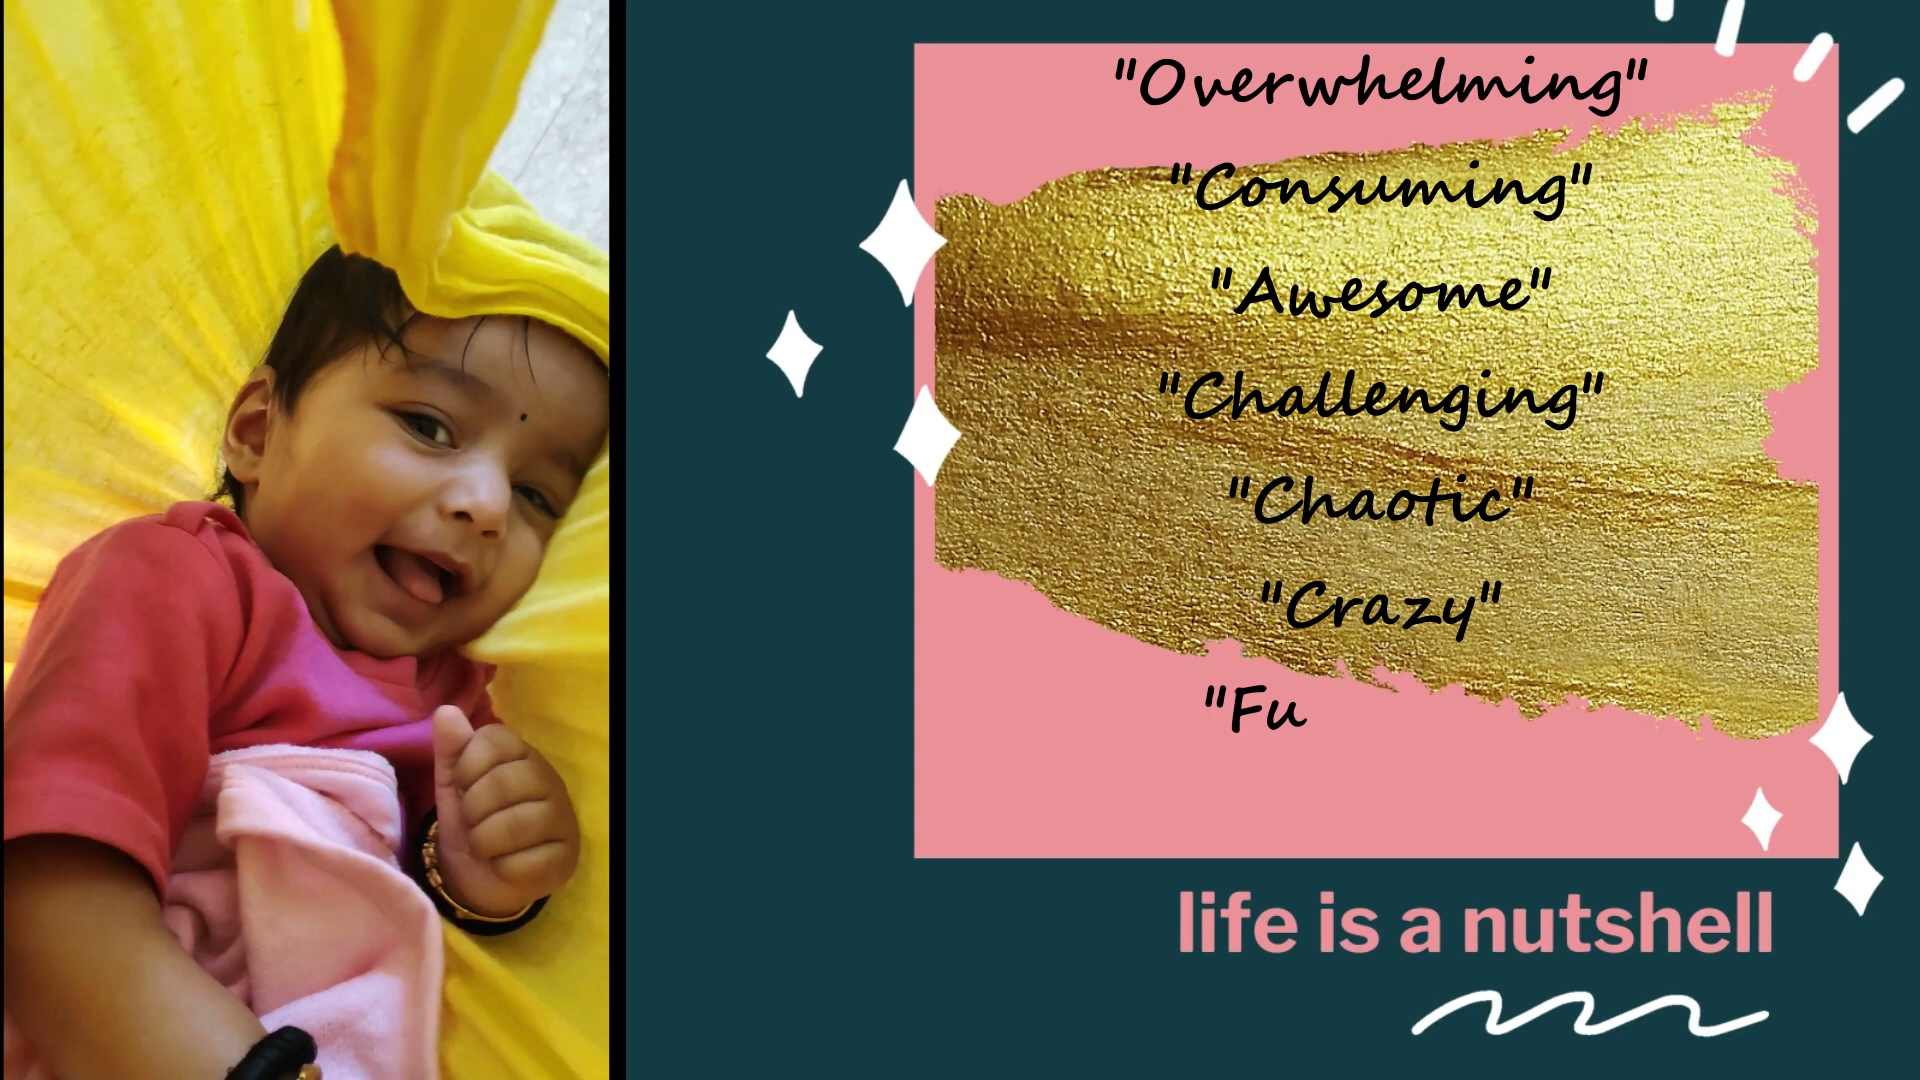 "Overwhelming"
"Consuming"
"Awesome"
"Challenging"
"Chaotic"
"Crazy"
"Fu
life is a nutshell